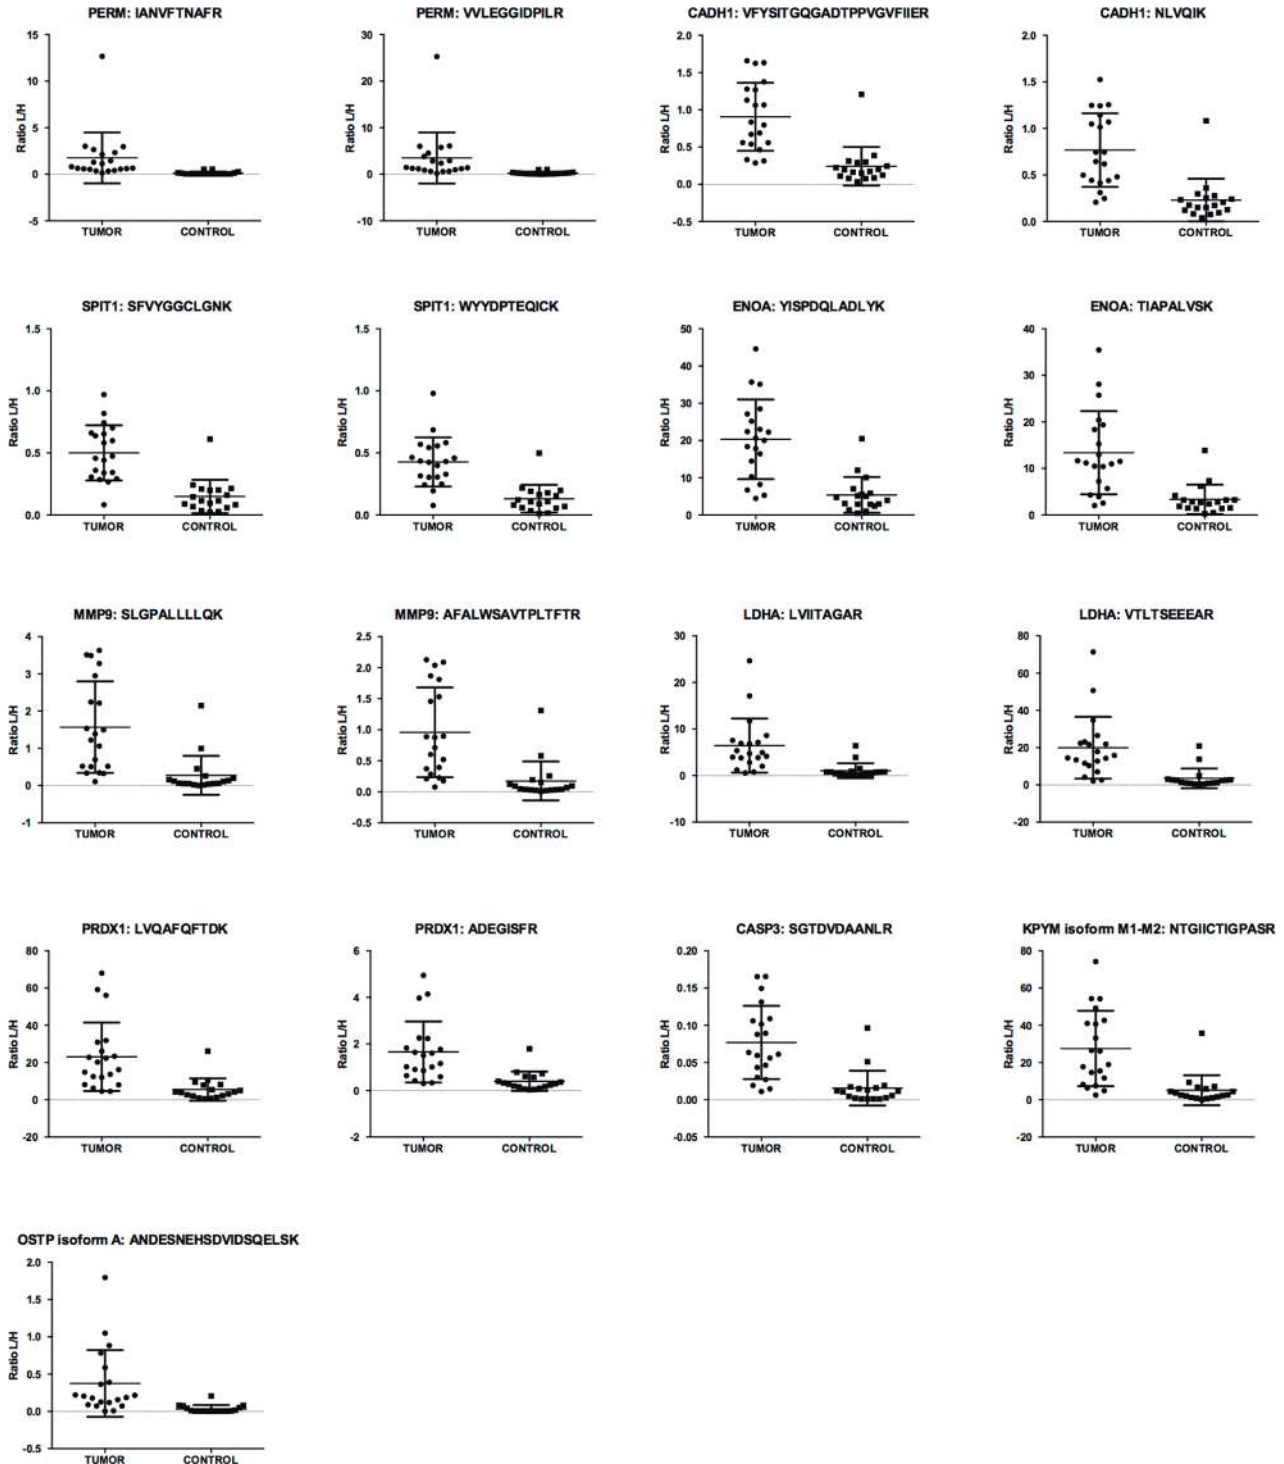 PERM: IANVFTNAFR
Ratio L/H
15
10
5
0
-5
TUMOR CONTROL
PERM: VVLEGGIDPILR
Ratio L/H
30
20
10
0
-10
TUMOR CONTROL
CADH1: VFYSITGQGADTPPVGVFIIER
Ratio L/H
2.0
1.5
1.0
0.5
0.0
-0.5
TUMOR CONTROL
CADH1: NLVQIK
Ratio L/H
2.0
1.5
1.0
0.5
0.0
TUMOR CONTROL
SPIT1: SFVYGGCLGNK
Ratio L/H
1.5
1.0
0.5
0.0
TUMOR CONTROL
SPIT1: WYYDPTEQICK
Ratio L/H
1.5
1.0
0.5
0.0
TUMOR CONTROL
ENOA: YISPDQLADLYK
Ratio L/H
50
40
30
20
10
0
TUMOR CONTROL
ENOA: TIAPALVSK
Ratio L/H
40
30
20
10
0
TUMOR CONTROL
MMP9: SLGPALLLLQK
Ratio L/H
4
3
2
1
0
-1
TUMOR CONTROL
MMP9: AFALWSAVTPLTFTR
Ratio L/H
2.5
2.0
1.5
1.0
0.5
0.0
-0.5
TUMOR CONTROL
LDHA: LVIITAGAR
Ratio L/H
30
20
10
0
-10
TUMOR CONTROL
LDHA: VTLTSEEEAR
Ratio L/H
80
60
40
20
0
-20
TUMOR CONTROL
PRDX1: LVQAFQFTDK
Ratio L/H
80
60
40
20
0
-20
TUMOR CONTROL
PRDX1: ADEGISFR
Ratio L/H
6
4
2
0
-2
TUMOR CONTROL
CASP3: SGTDVDAANLR
Ratio L/H
0.20
0.15
0.10
0.05
0.00
-0.05
TUMOR CONTROL
KPYM isoform M1-M2: NTGIICTIGPASR
Ratio L/H
80
60
40
20
0
-20
TUMOR CONTROL
OSTP isoform A: ANDESNEHSDVIDSQELSK
Ratio L/H
2.0
1.5
1.0
0.5
0.0
-0.5
TUMOR CONTROL